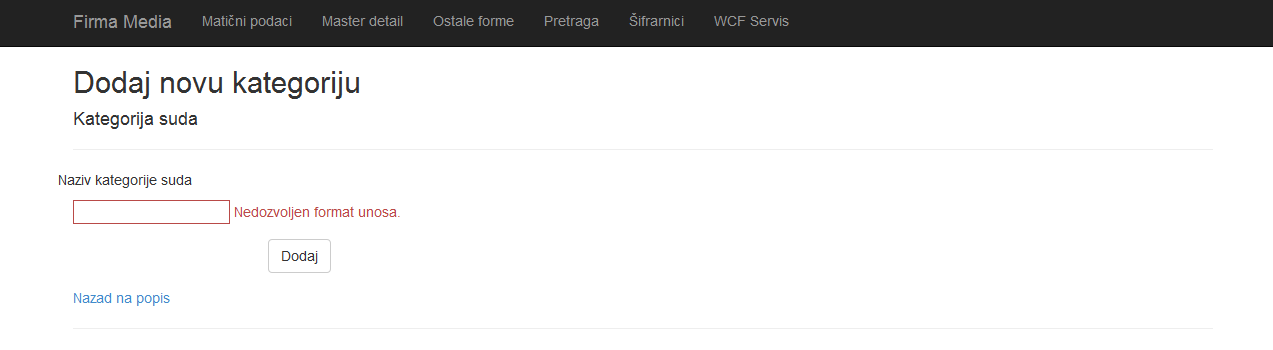 Firma Media Matični podaci Master detail Ostale forme Pretraga Šifrarnici WCF Servis
Dodaj novu kategoriju
Kategorija suda
Naziv kategorije suda
Nedozvoljen format unosa.
Dodaj
Nazad na popis